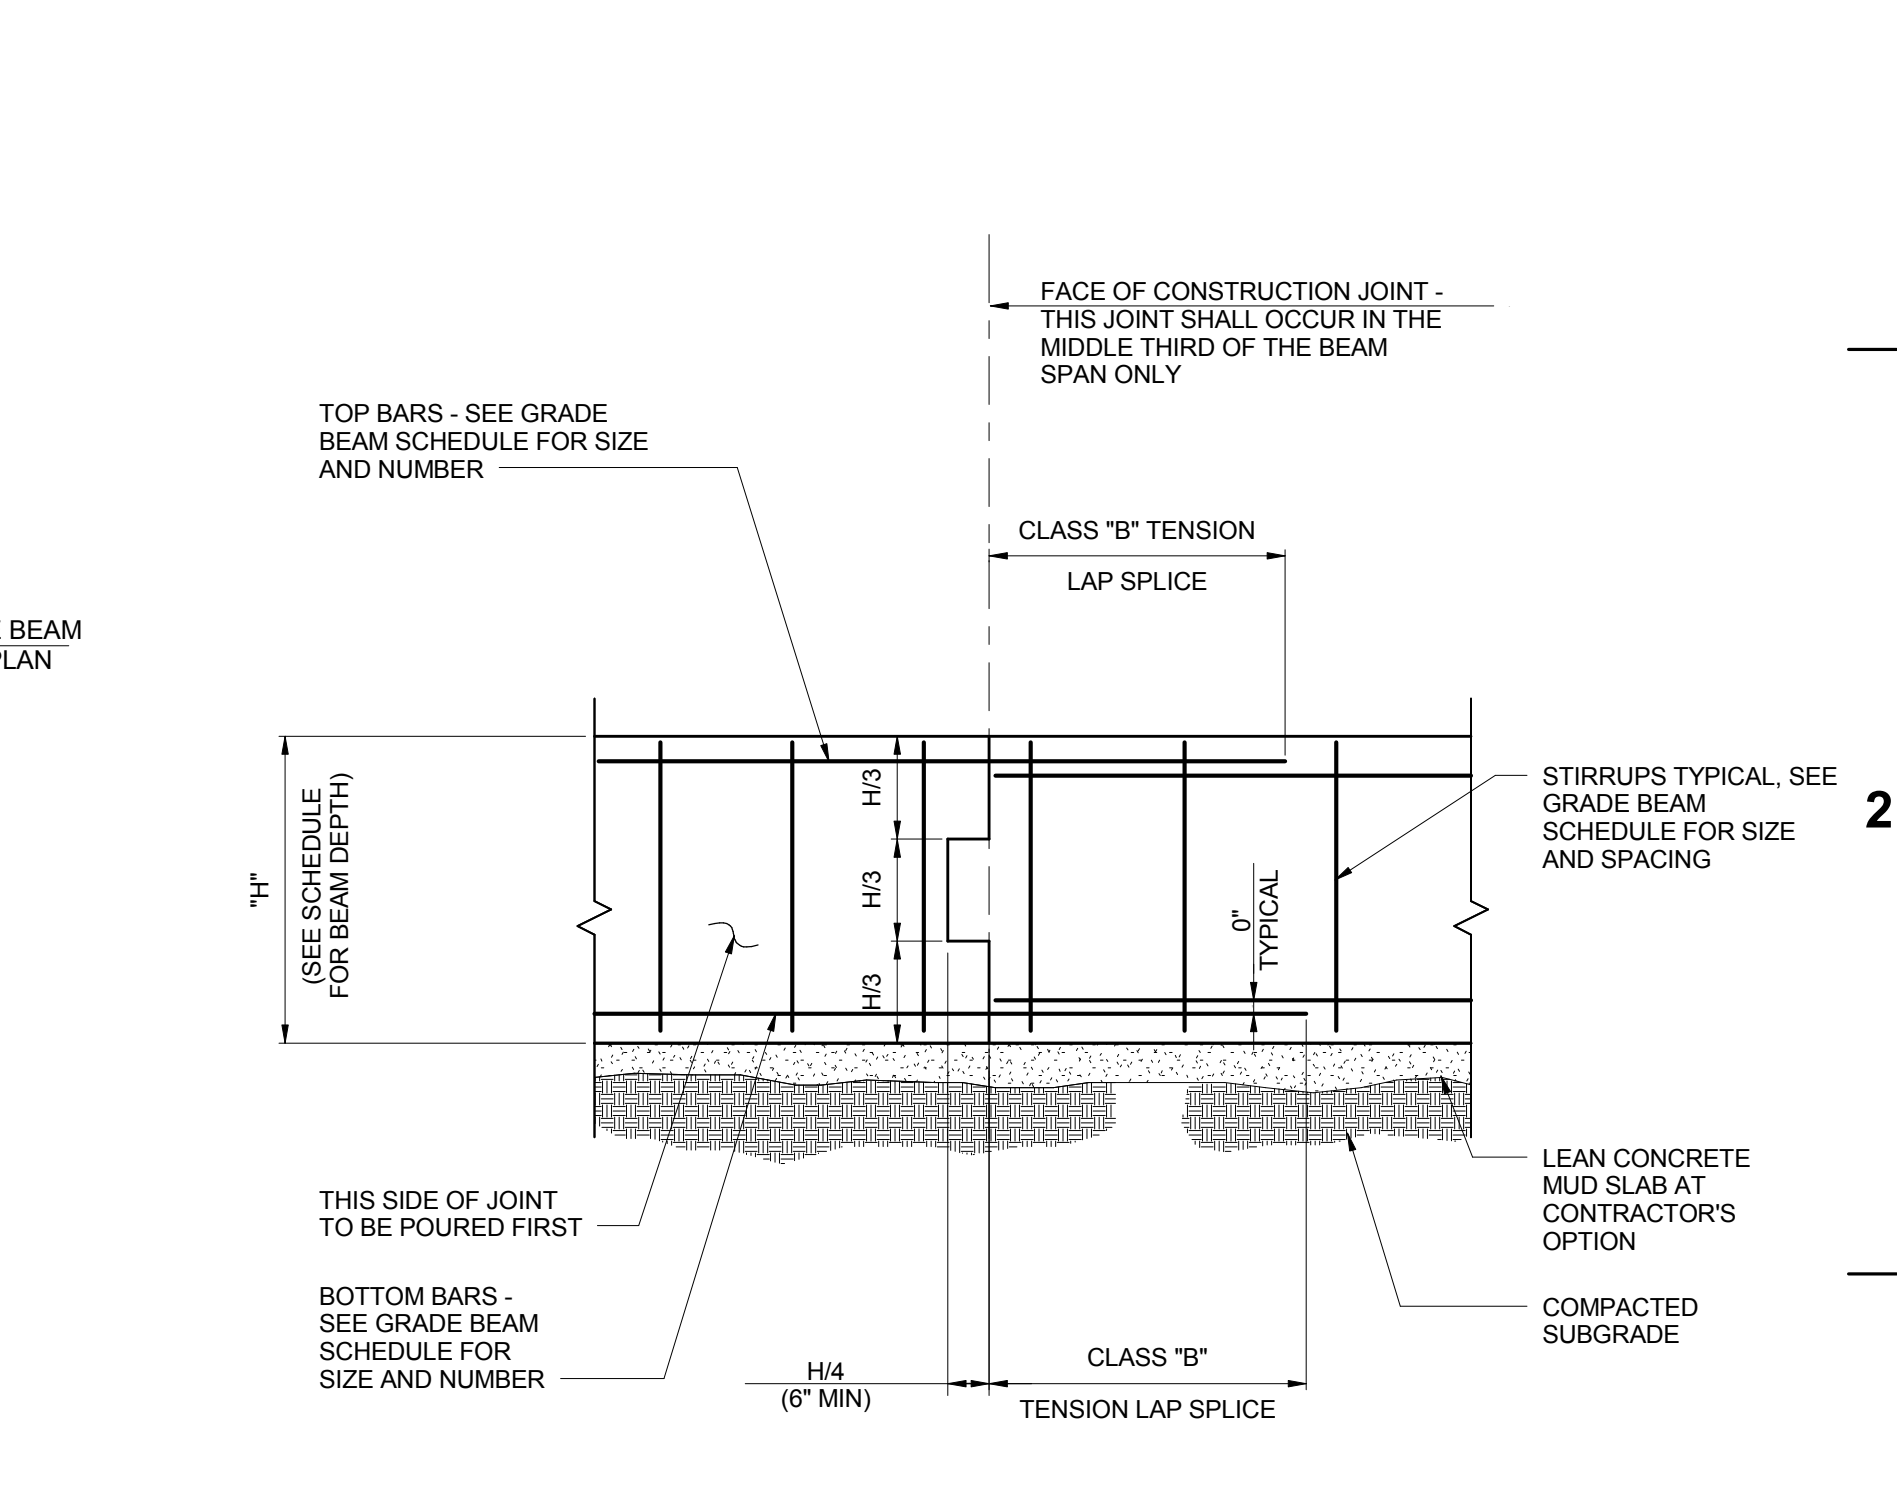 FACE OF CONSTRUCTION JOINT -
THIS JOINT SHALL OCCUR IN THE
MIDDLE THIRD OF THE BEAM
SPAN ONLY
TOP BARS - SEE GRADE
BEAM SCHEDULE FOR SIZE
AND NUMBER
CLASS "B" TENSION
LAP SPLICE
BEAM
PLAN
"H"
(SEE SCHEDULE
FOR BEAM DEPTH)
H/3
H/3
H/3
0"
TYPICAL
STIRRUPS TYPICAL, SEE
GRADE BEAM
SCHEDULE FOR SIZE
AND SPACING
2
THIS SIDE OF JOINT
TO BE POURED FIRST
BOTTOM BARS -
SEE GRADE BEAM
SCHEDULE FOR
SIZE AND NUMBER
H/4
(6" MIN)
CLASS "B"
TENSION LAP SPLICE
LEAN CONCRETE
MUD SLAB AT
CONTRACTOR'S
OPTION
COMPACTED
SUBGRADE